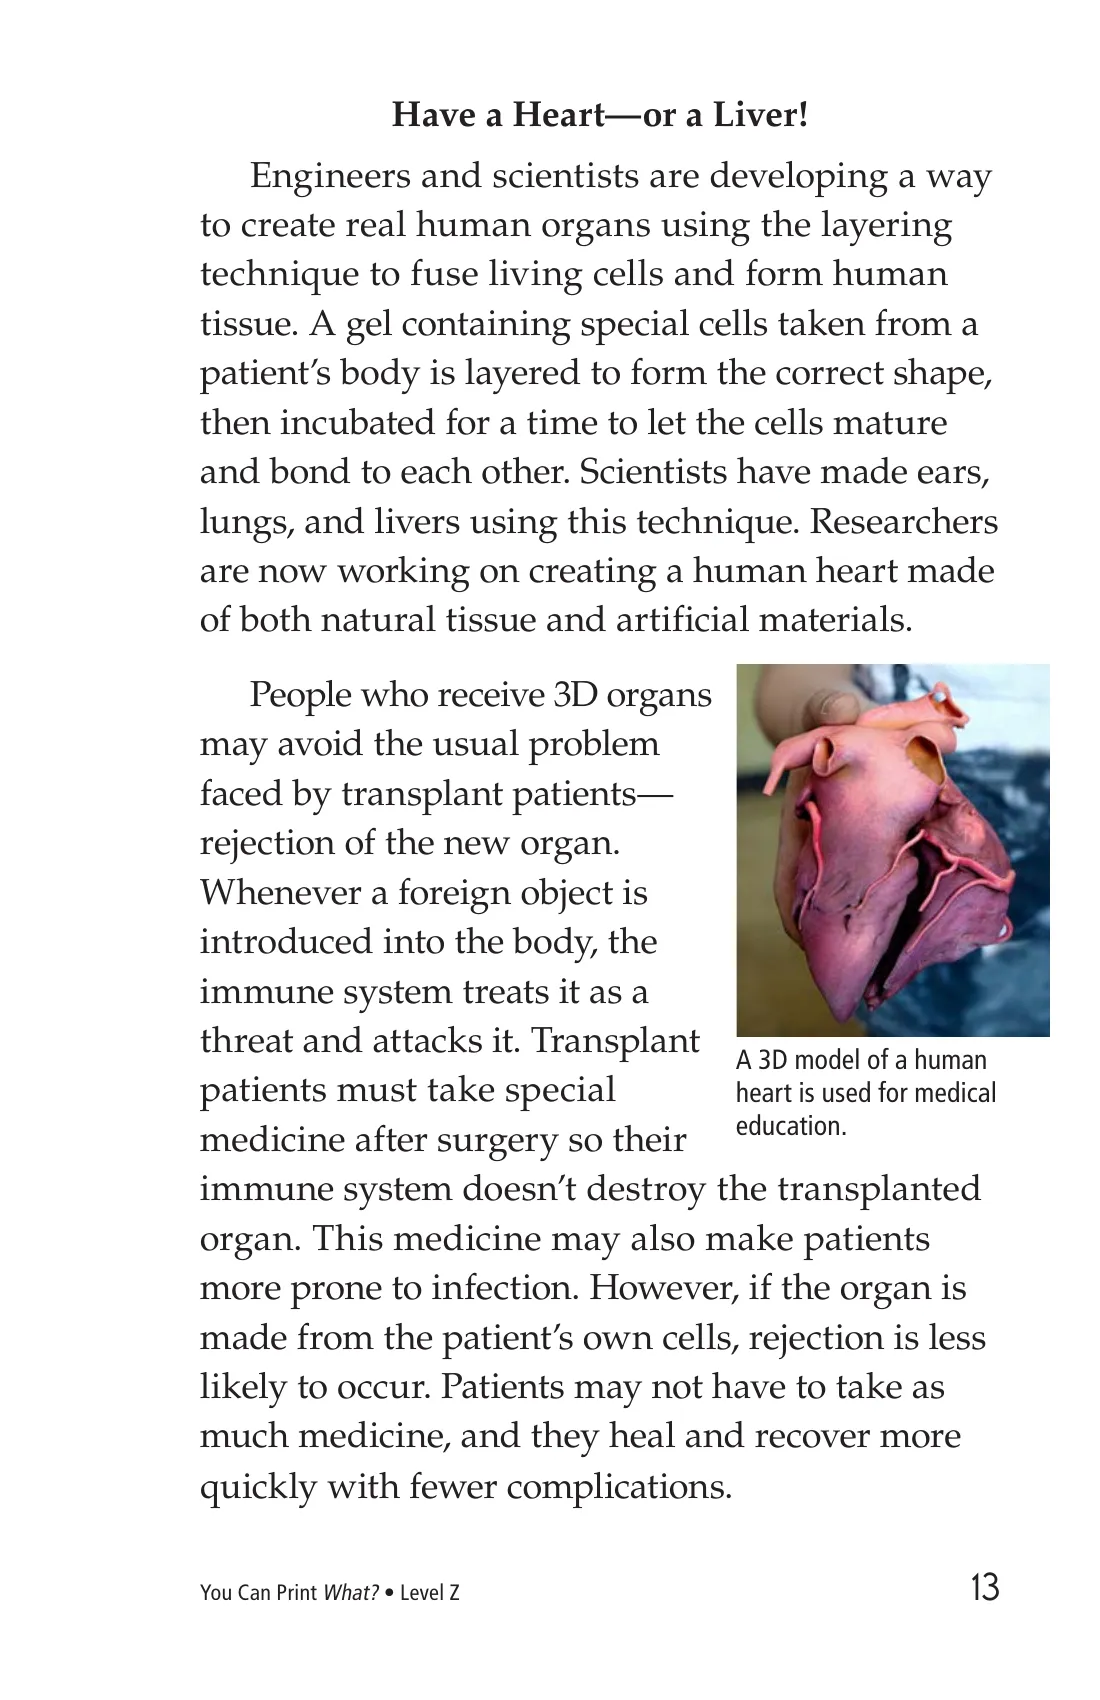 Have a Heart—or a Liver!
Engineers and scientists are developing a way
to create real human organs using the layering
technique to fuse living cells and form human
tissue. A gel containing special cells taken from a
patient’s body is layered to form the correct shape,
then incubated for a time to let the cells mature
and bond to each other. Scientists have made ears,
lungs, and livers using this technique. Researchers
are now working on creating a human heart made
of both natural tissue and artificial materials.
People who receive 3D organs
may avoid the usual problem
faced by transplant patients—
rejection of the new organ.
Whenever a foreign object is
introduced into the body, the
immune system treats it as a
threat and attacks it. Transplant
patients must take special
medicine after surgery so their
immune system doesn’t destroy the transplanted
organ. This medicine may also make patients
more prone to infection. However, if the organ is
made from the patient’s own cells, rejection is less
likely to occur. Patients may not have to take as
much medicine, and they heal and recover more
quickly with fewer complications.
A 3D model of a human
heart is used for medical
education.
You Can Print What? • Level Z
13